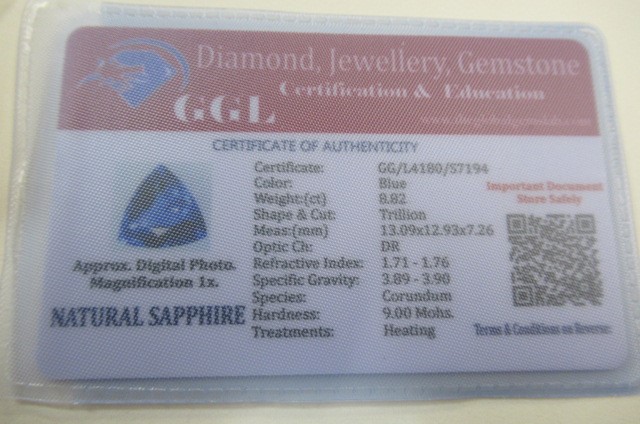 Diamond, Jewellery, Gemstone
GGL Certification & Education
CERTIFICATE OF AUTHENTICITY
Certificate: GG/L4180/S7194
Color: Blue
Weight:(ct) 8.82
Shape & Cut: Trillion
Meas:(mm) 13.09x12.93x7.26
Optic Ch: DR
Refractive Index: 1.71 - 1.76
Specific Gravity: 3.89 - 3.90
Species: Corundum
Hardness: 9.00 Mohs.
Treatments: Heating
Important Document
Store Safely
Approx. Digital Photo.
Magnification 1x.
NATURAL SAPPHIRE
Terms & Conditions on Reverse